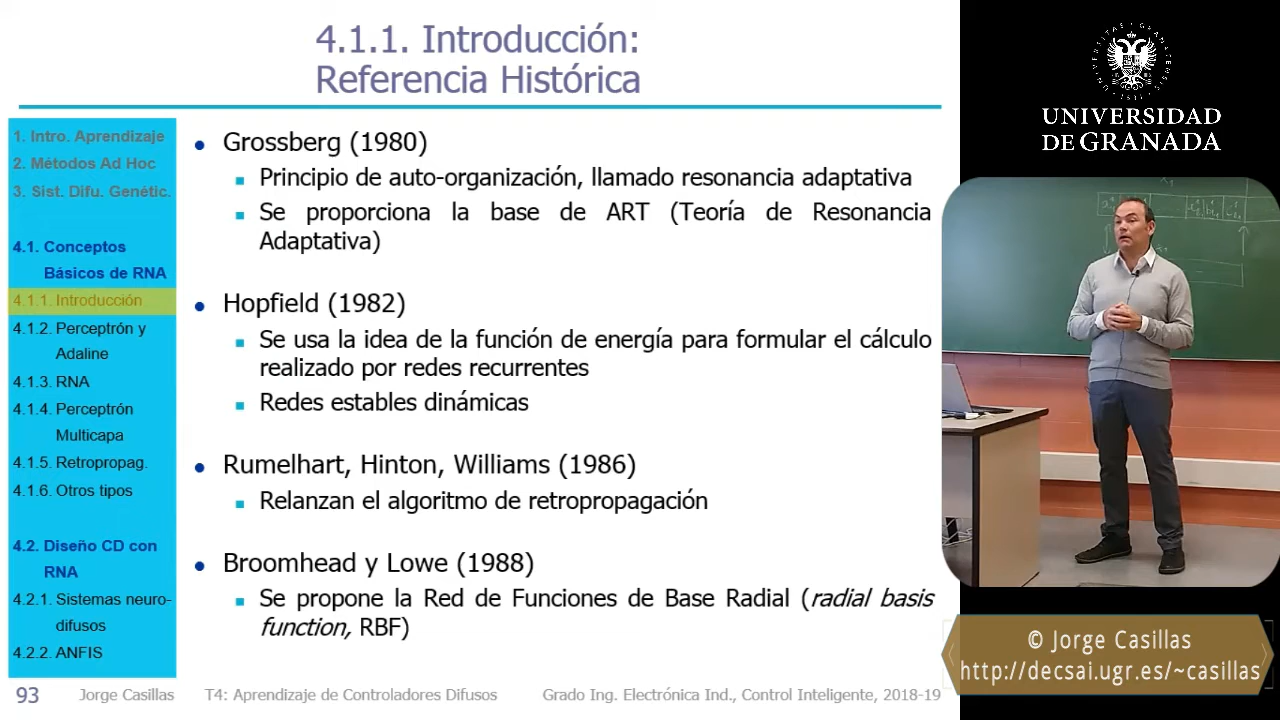 4.1.1. Introducción:
Referencia Histórica
1. Intro. Aprendizaje
2. Métodos Ad Hoc
3. Sist. Difu. Genétic.
4.1. Conceptos
Básicos de RNA
4.1.1. Introducción
4.1.2. Perceptrón y
Adaline
4.1.3. RNA
4.1.4. Perceptrón
Multicapa
4.1.5. Retropropag.
4.1.6. Otros tipos
4.2. Diseño CD con
RNA
4.2.1. Sistemas neuro-
difusos
4.2.2. ANFIS
• Grossberg (1980)
▪ Principio de auto-organización, llamado resonancia adaptativa
▪ Se proporciona la base de ART (Teoría de Resonancia
Adaptativa)
• Hopfield (1982)
▪ Se usa la idea de la función de energía para formular el cálculo
realizado por redes recurrentes
▪ Redes estables dinámicas
• Rumelhart, Hinton, Williams (1986)
▪ Relanzan el algoritmo de retropropagación
• Broomhead y Lowe (1988)
▪ Se propone la Red de Funciones de Base Radial (radial basis
function, RBF)
93 Jorge Casillas T4: Aprendizaje de Controladores Difusos Grado Ing. Electrónica Ind., Control Inteligente, 2018-19
UNIVERSIDAD
DE GRANADA
© Jorge Casillas
http://decsai.ugr.es/~casillas